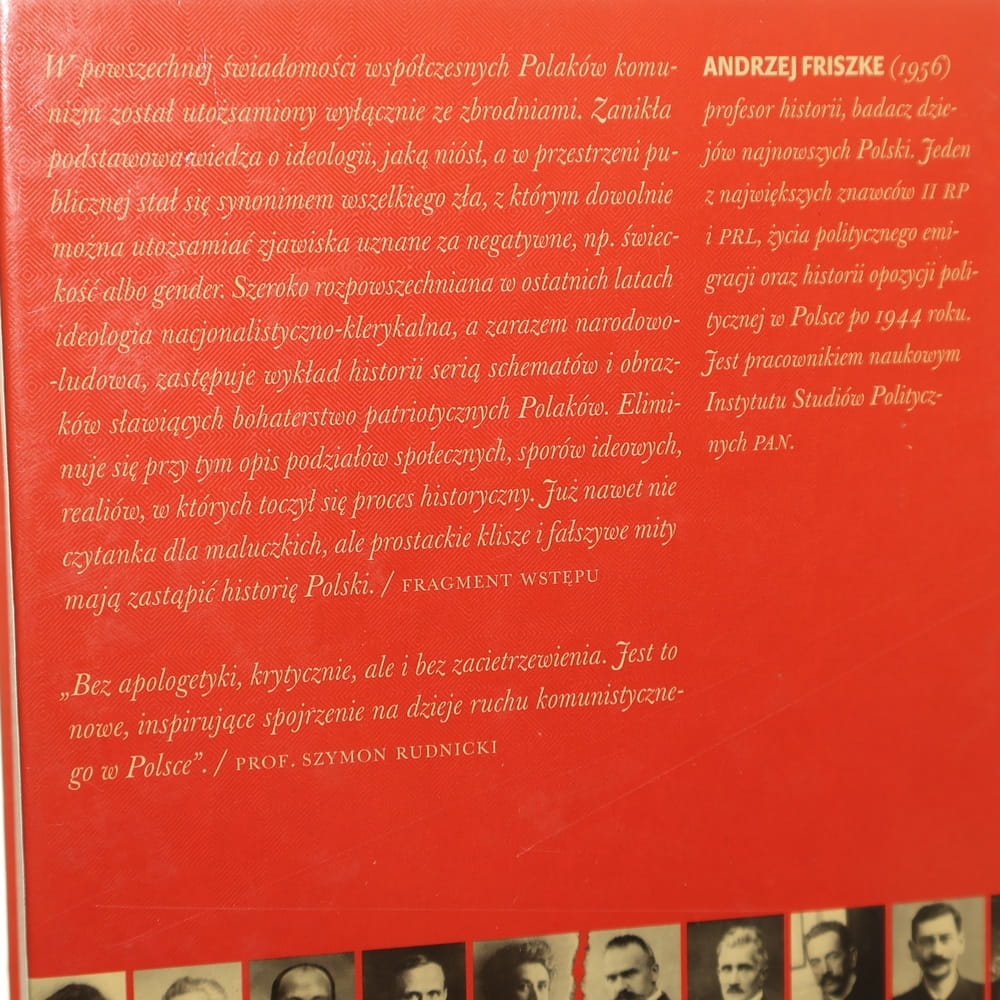 W powszechnej świadomości współczesnych Polaków komu-
nizm został utożsamiony wyłącznie ze zbrodniami. Zanikła
podstawowa wiedza o ideologii, jaką niósł, a w przestrzeni pu-
blicznej stał się synonimem wszelkiego zła, z którym dowolnie
można utożsamiać zjawiska uznane za negatywne, np. świec-
kość albo gender. Szeroko rozpowszechniana w ostatnich latach
ideologia nacjonalistyczno-klerykalna, a zarazem narodowo-
-ludowa, zastępuje wykład historii serią schematów i obraz-
ków sławiących bohaterstwo patriotycznych Polaków. Elimi-
nuje się przy tym opis podziałów społecznych, sporów ideowych,
realiów, w których toczył się proces historyczny. Już nawet nie
czytanka dla maluczkich, ale prostackie klisze i fałszywe mity
mają zastąpić historię Polski. / FRAGMENT WSTĘPU
„Bez apologetyki, krytycznie, ale i bez zacietrzewienia. Jest to
nowe, inspirujące spojrzenie na dzieje ruchu komunistyczne-
go w Polsce”. / PROF. SZYMON RUDNICKI
ANDRZEJ FRISZKE (1956)
profesor historii, badacz dzie-
jów najnowszych Polski. Jeden
z największych znawców II RP
i PRL, życia politycznego emi-
gracji oraz historii opozycji poli-
tycznej w Polsce po 1944 roku.
Jest pracownikiem naukowym
Instytutu Studiów Politycz-
nych PAN.